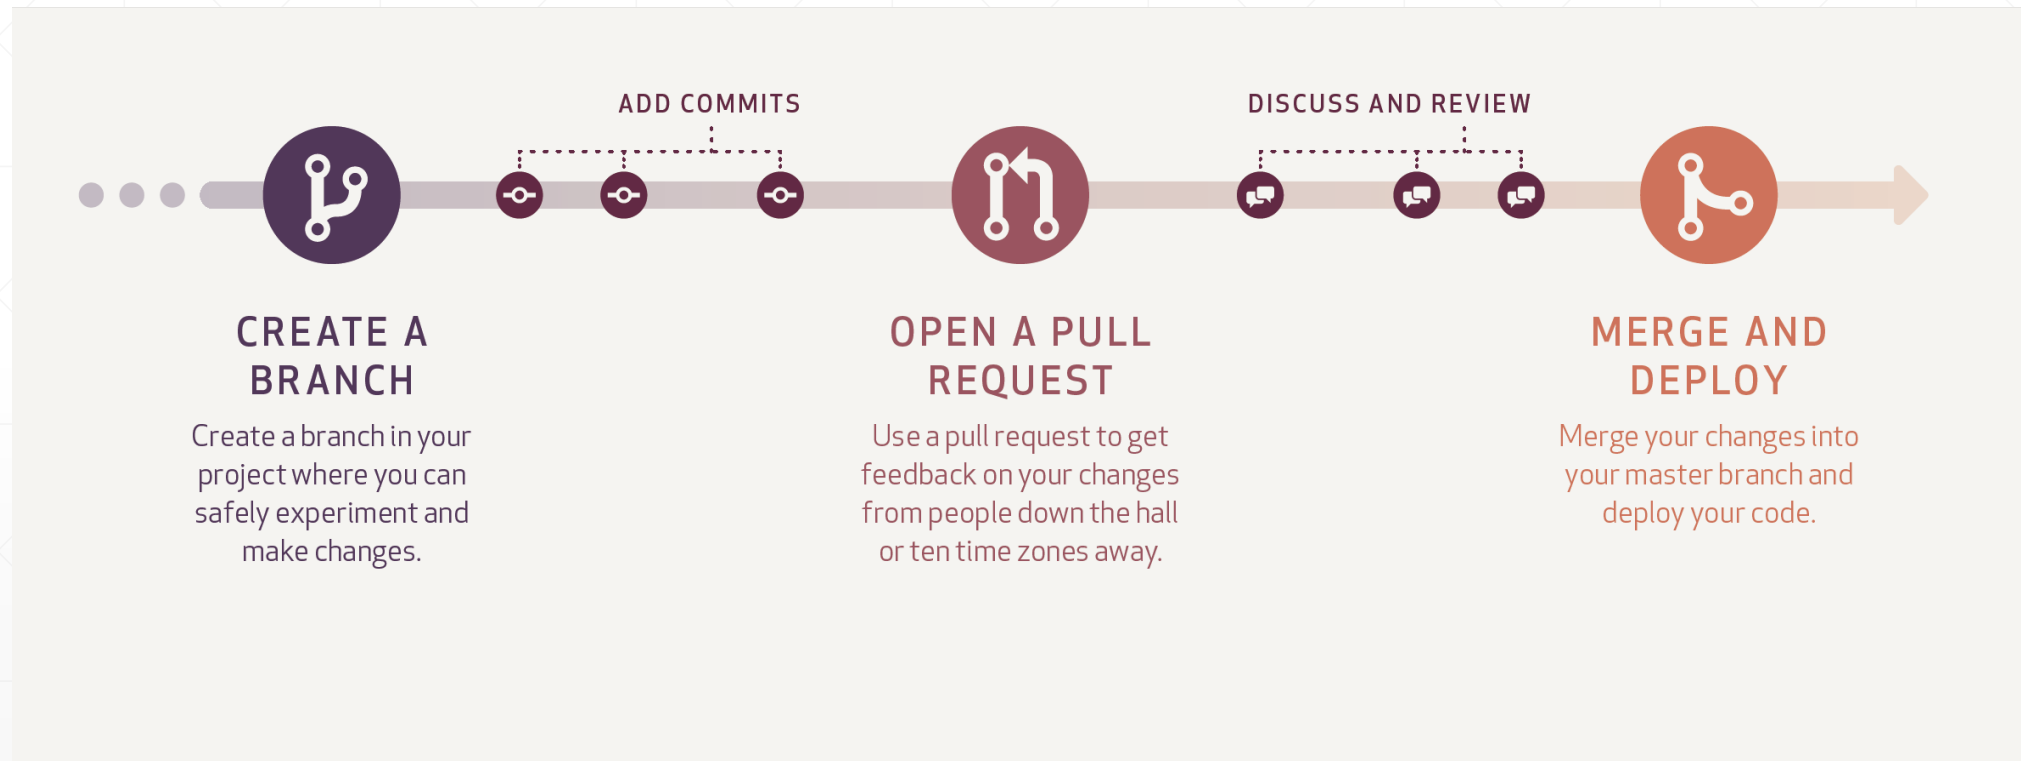 ADD COMMITS
DISCUSS AND REVIEW
CREATE A
BRANCH
Create a branch in your
project where you can
safely experiment and
make changes.
OPEN A PULL
REQUEST
Use a pull request to get
feedback on your changes
from people down the hall
or ten time zones away.
MERGE AND
DEPLOY
Merge your changes into
your master branch and
deploy your code.